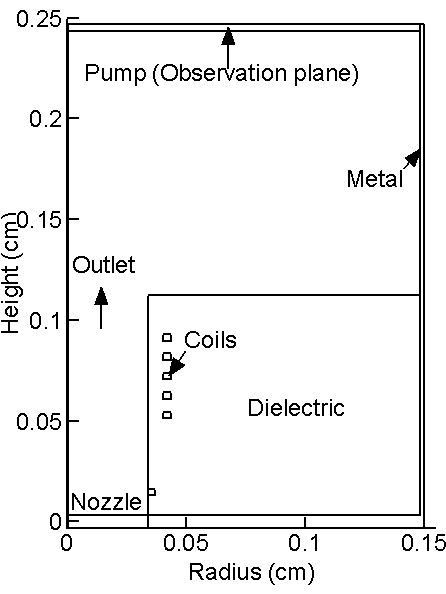 0.25
Pump (Observation plane)
0.2
Metal
0.15
Height (cm)
Outlet
0.1
Coils
Dielectric
0.05
Nozzle
0
0 0.05 0.1 0.15
Radius (cm)